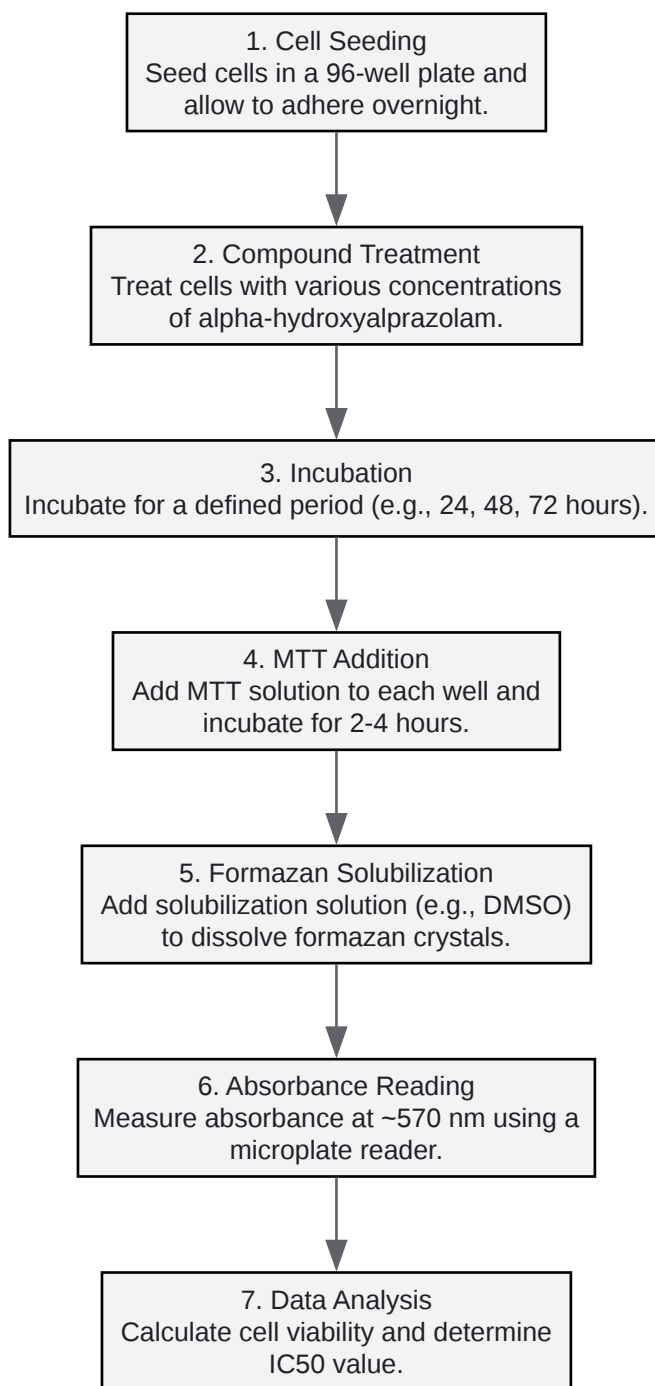 1. Cell Seeding
Seed cells in a 96-well plate and
allow to adhere overnight.
2. Compound Treatment
Treat cells with various concentrations
of alpha-hydroxyalprazolam.
3. Incubation
Incubate for a defined period (e.g., 24, 48, 72 hours).
4. MTT Addition
Add MTT solution to each well and
incubate for 2-4 hours.
5. Formazan Solubilization
Add solubilization solution (e.g., DMSO)
to dissolve formazan crystals.
6. Absorbance Reading
Measure absorbance at ~570 nm using a
microplate reader.
7. Data Analysis
Calculate cell viability and determine
IC50 value.